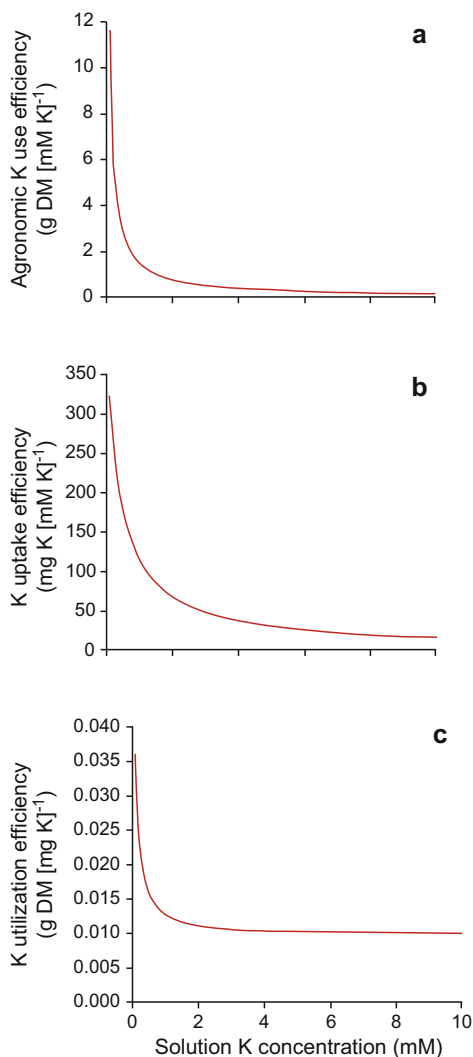 a
Agronomic K use efficiency
(g DM [mM K]-1)
12
10
8
6
4
2
0
b
K uptake efficiency
(mg K [mM K]-1)
350
300
250
200
150
100
50
0
c
K utilization efficiency
(g DM [mg K]-1)
0.040
0.035
0.030
0.025
0.020
0.015
0.010
0.005
0.000
0 2 4 6 8 10
Solution K concentration (mM)